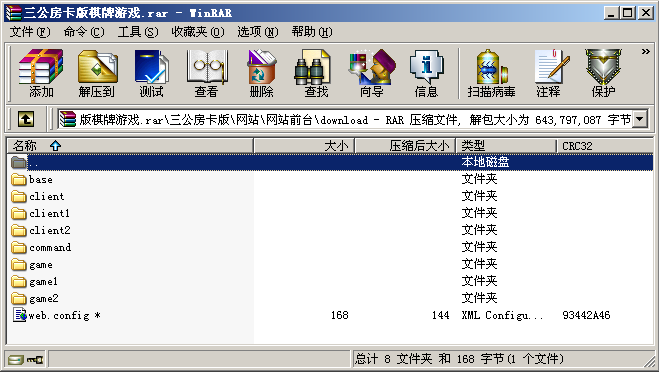 三公房卡版棋牌游戏.rar - WinRAR
文件(F) 命令(C) 工具(S) 收藏夹(O) 选项(N) 帮助(H)
添加 解压到 测试 查看 删除 查找 向导 信息 扫描病毒 注释 保护
版棋牌游戏.rar\三公房卡版\网站\网站前台\download - RAR 压缩文件, 解包大小为 643,797,087 字节
名称 大小 压缩后大小 类型 CRC32
.. 本地磁盘
base 文件夹
client 文件夹
client1 文件夹
client2 文件夹
command 文件夹
game 文件夹
game1 文件夹
game2 文件夹
web.config * 168 144 XML Configu... 93442A46
总计 8 文件夹 和 168 字节(1 个文件)